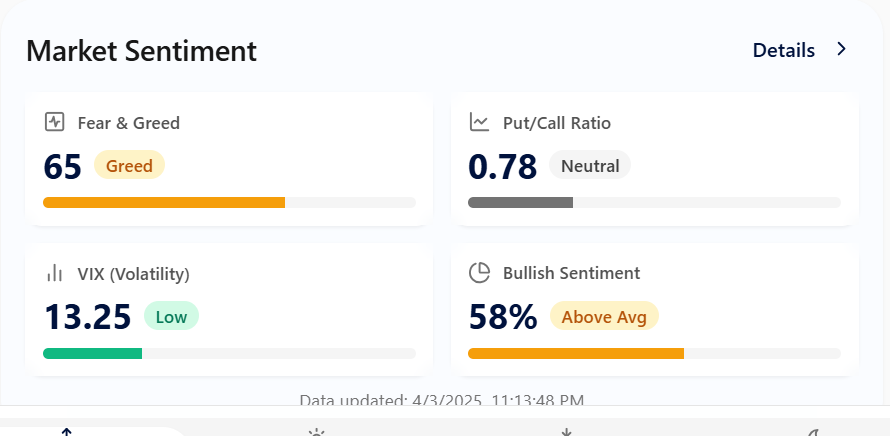 Market Sentiment
Details
Fear & Greed
65 Greed
Put/Call Ratio
0.78 Neutral
VIX (Volatility)
13.25 Low
Bullish Sentiment
58% Above Avg
Data updated: 4/3/2025, 11:13:48 PM